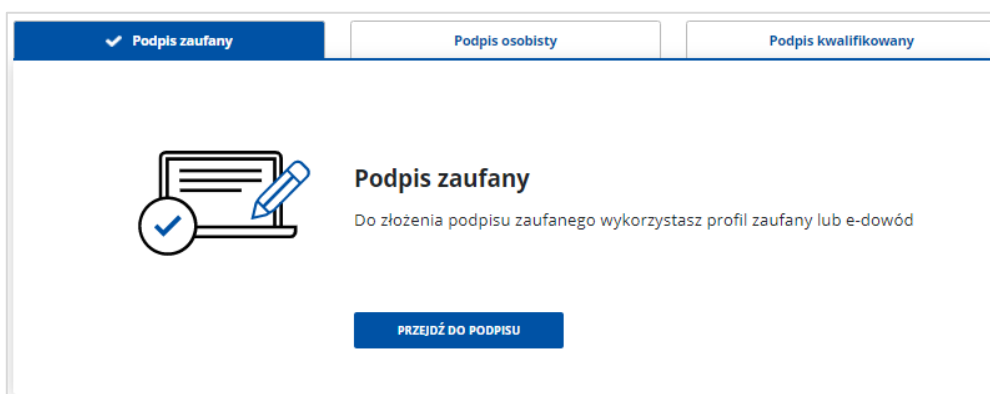 Podpis zaufany
Podpis osobisty
Podpis kwalifikowany
Podpis zaufany
Do złożenia podpisu zaufanego wykorzystasz profil zaufany lub e-dowód
PRZEJDŹ DO PODPISU